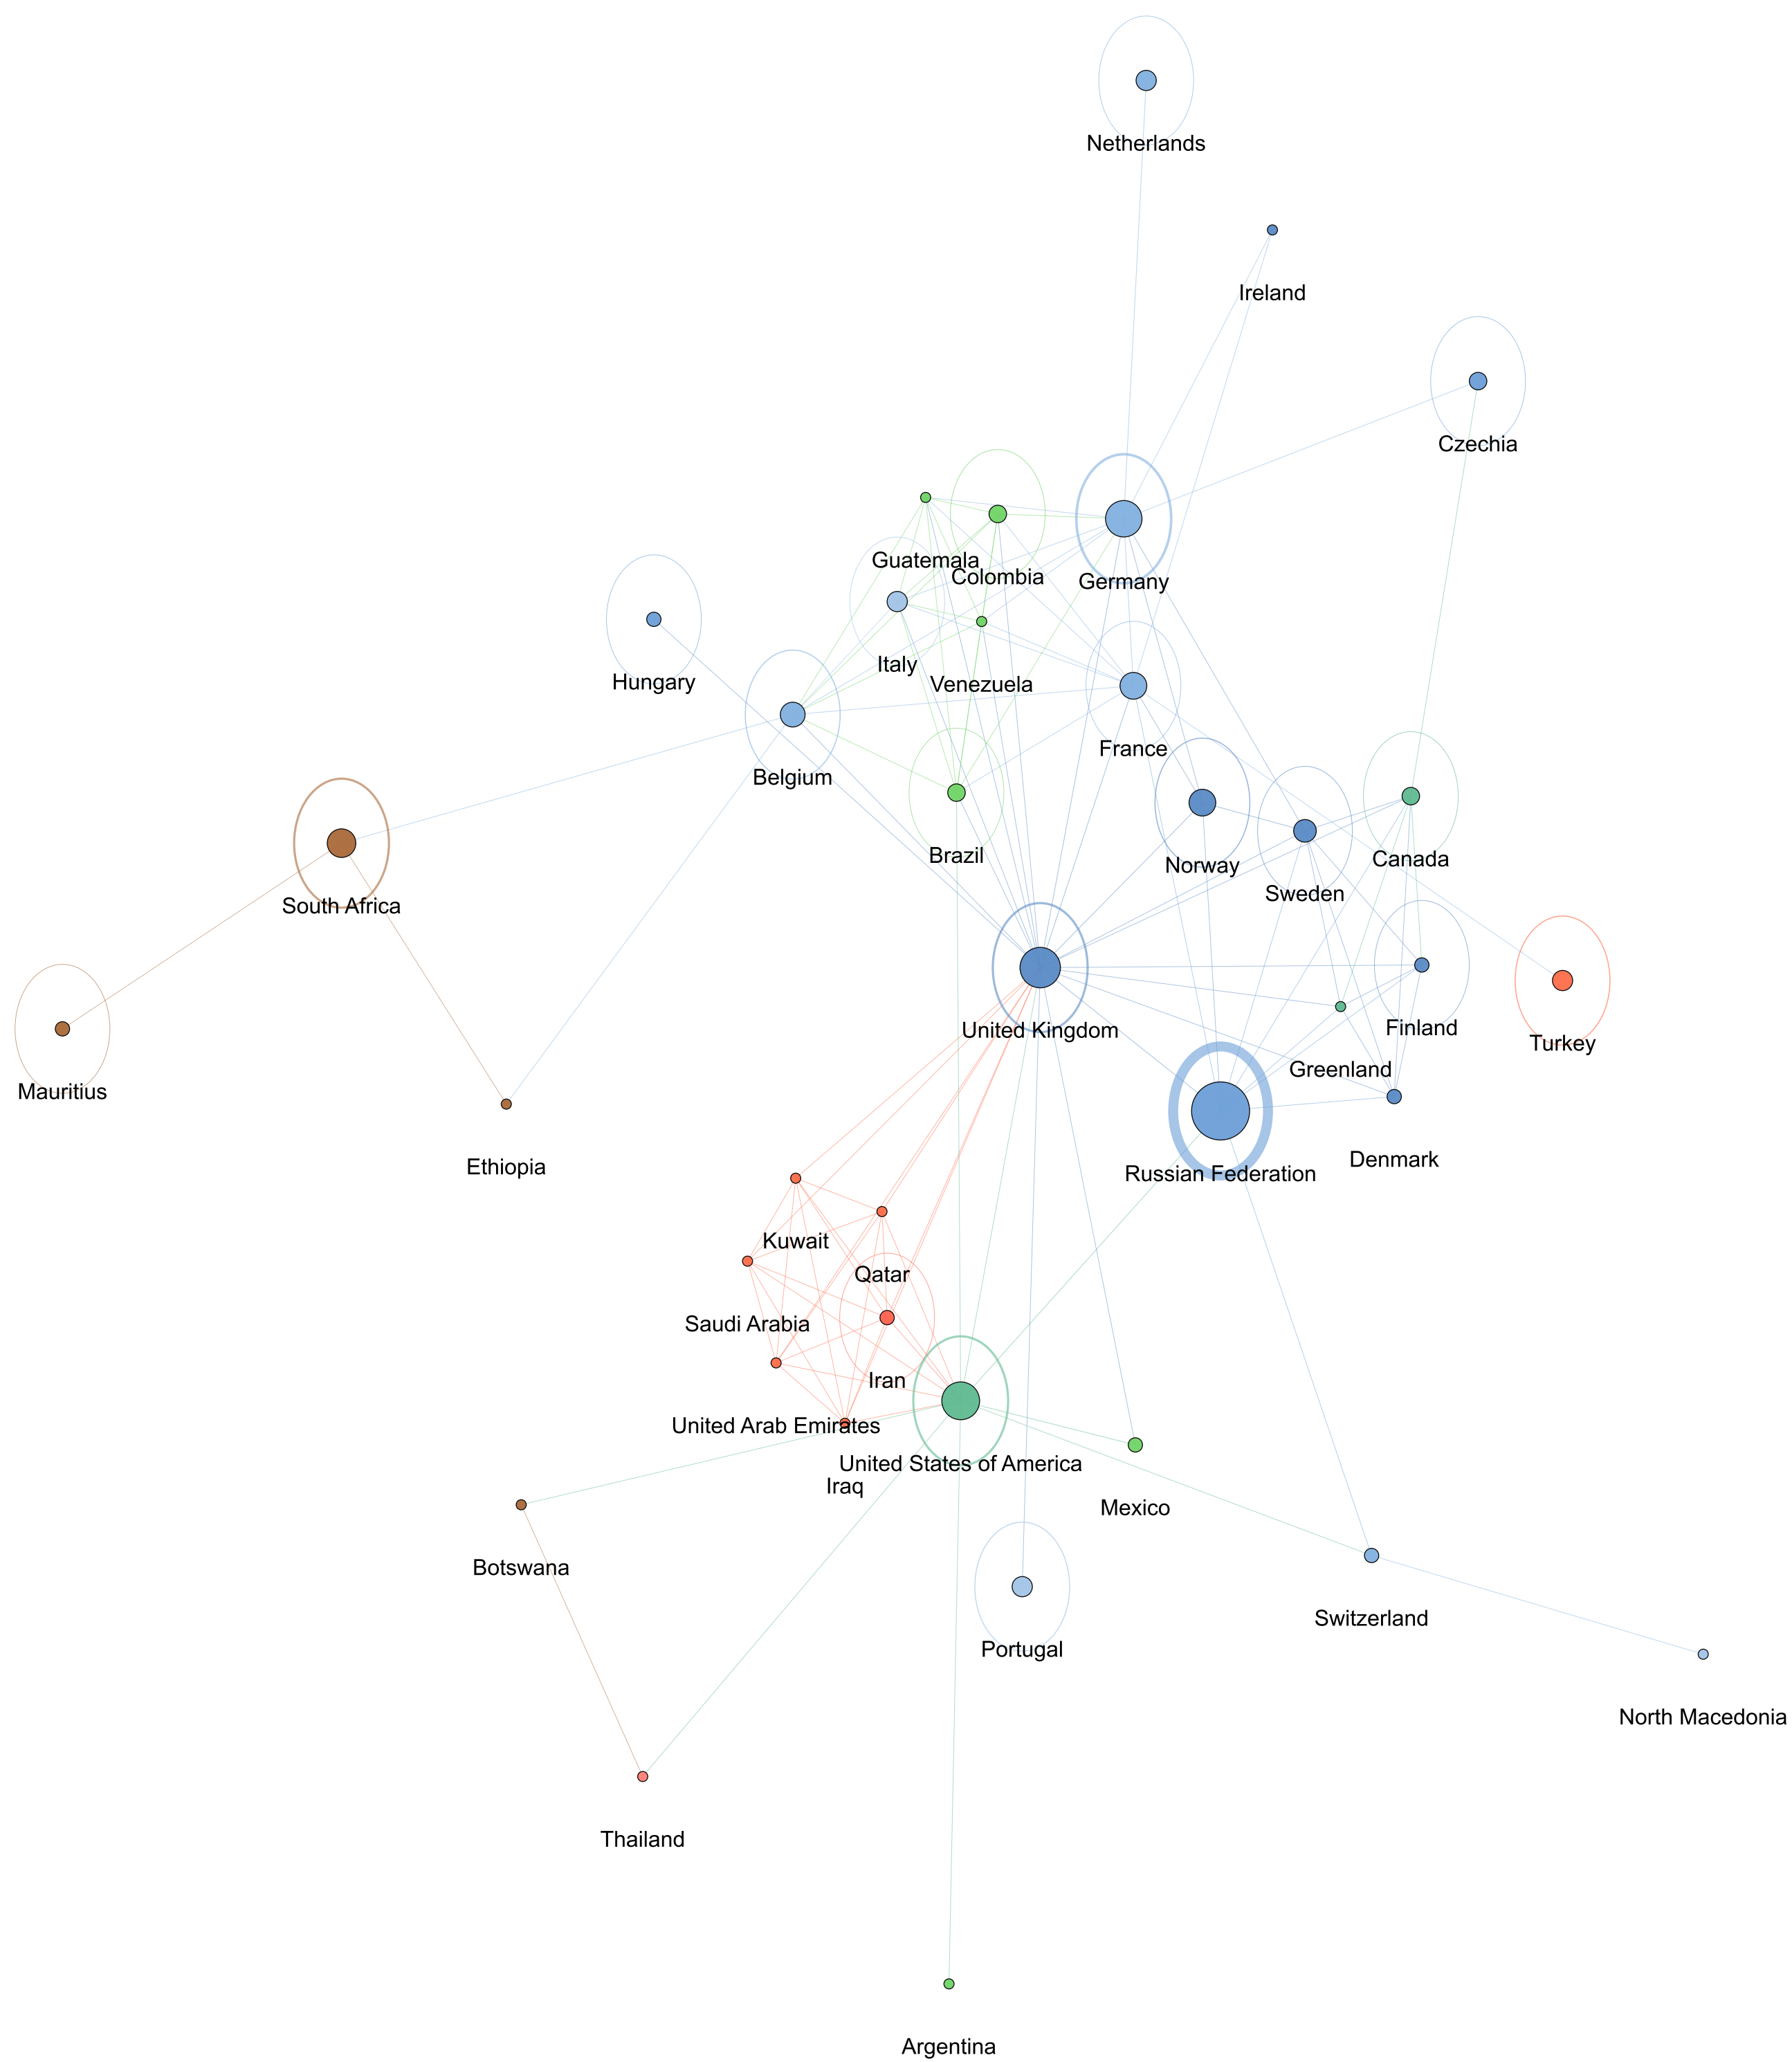 Netherlands
Ireland
Czechia
Guatemala
Colombia
Germany
Italy
Hungary
Venezuela
France
Belgium
Brazil
Norway
Canada
Sweden
South Africa
United Kingdom
Finland
Turkey
Greenland
Mauritius
Denmark
Ethiopia
Russian Federation
Kuwait
Qatar
Saudi Arabia
Iran
United Arab Emirates
United States of America
Iraq
Mexico
Botswana
Switzerland
Portugal
North Macedonia
Thailand
Argentina